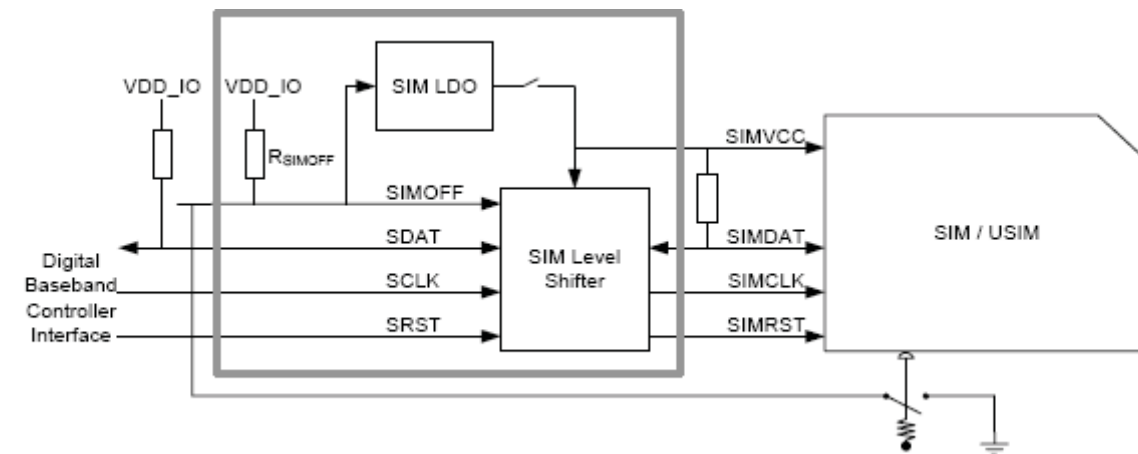 VDD_IO
VDD_IO
SIM LDO
RSIMOFF
SIMVCC
SIMOFF
SDAT
SIMDAT
SIM / USIM
SIM Level
Shifter
Digital
Baseband
Controller
Interface
SCLK
SIMCLK
SRST
SIMRST